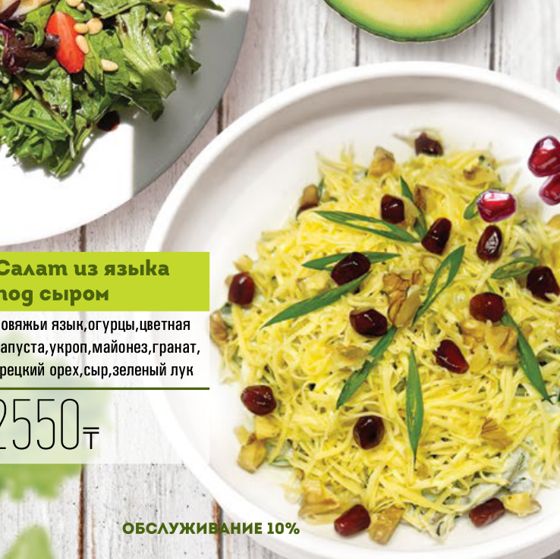 Салат из языка
под сыром
овяжьи язык,огурцы,цветная
апуста,укроп,майонез,гранат,
рецкий орех,сыр,зеленый лук
2550₸
ОБСЛУЖИВАНИЕ 10%